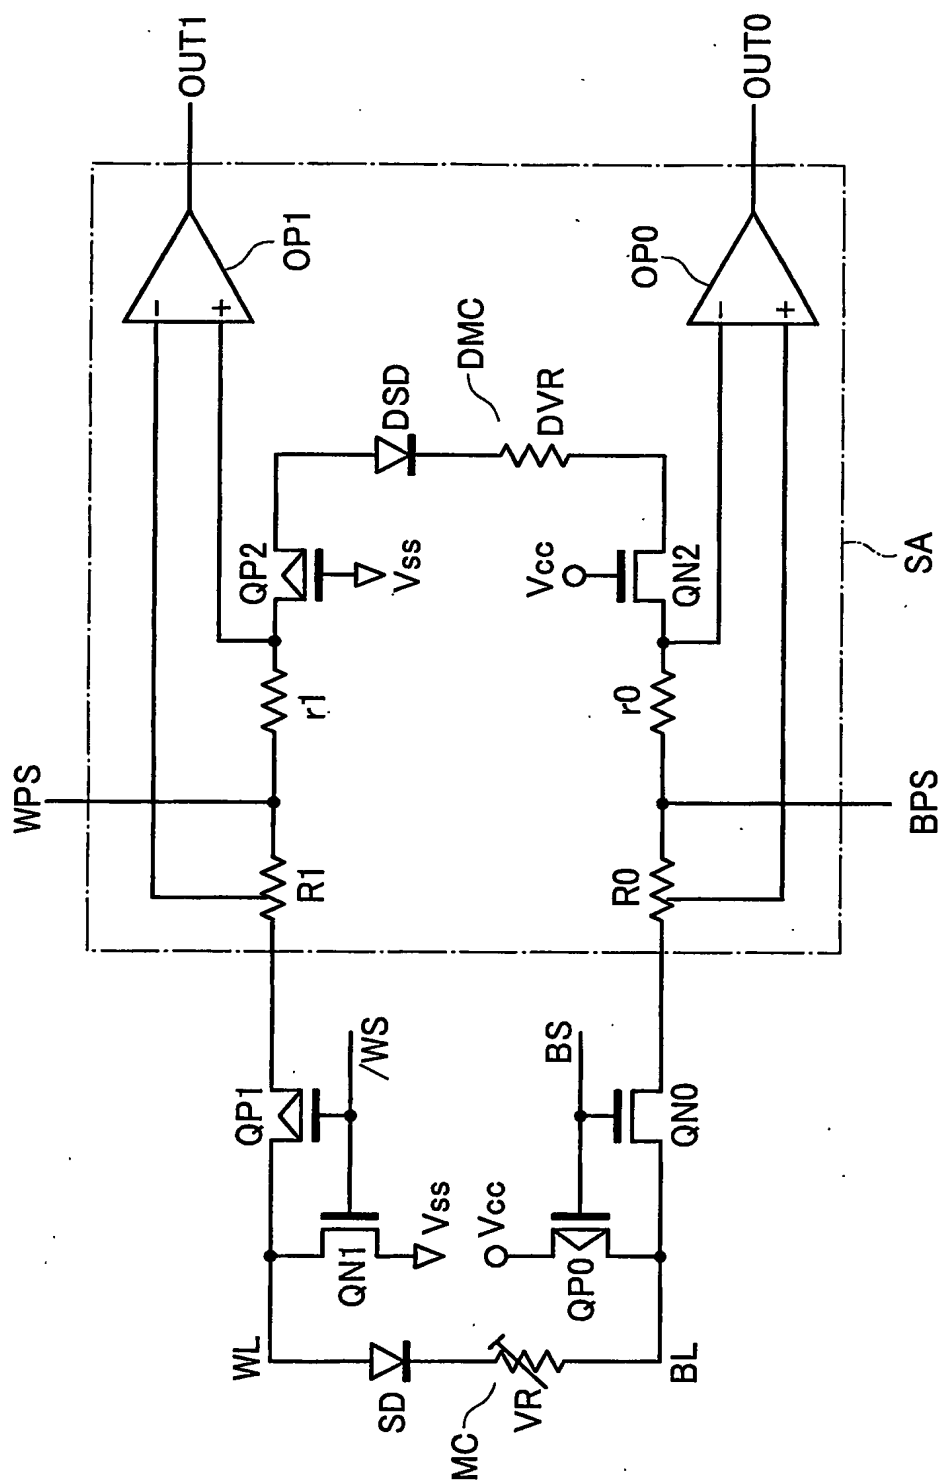 OUT1
OUT0
OP1
OP0
-
+
-
+
DMC
DSD
DVR
QP2
Vss
Vcc
QN2
SA
r1
r0
WPS
BPS
R1
R0
/WS
BS
QP1
QN0
Vss
Vcc
QN1
QP0
WL
BL
SD
VR
MC